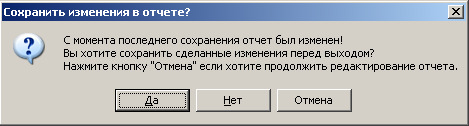 Сохранить изменения в отчете?
С момента последнего сохранения отчет был изменен!
Вы хотите сохранить сделанные изменения перед выходом?
Нажмите кнопку "Отмена" если хотите продолжить редактирование отчета.
Да Нет Отмена